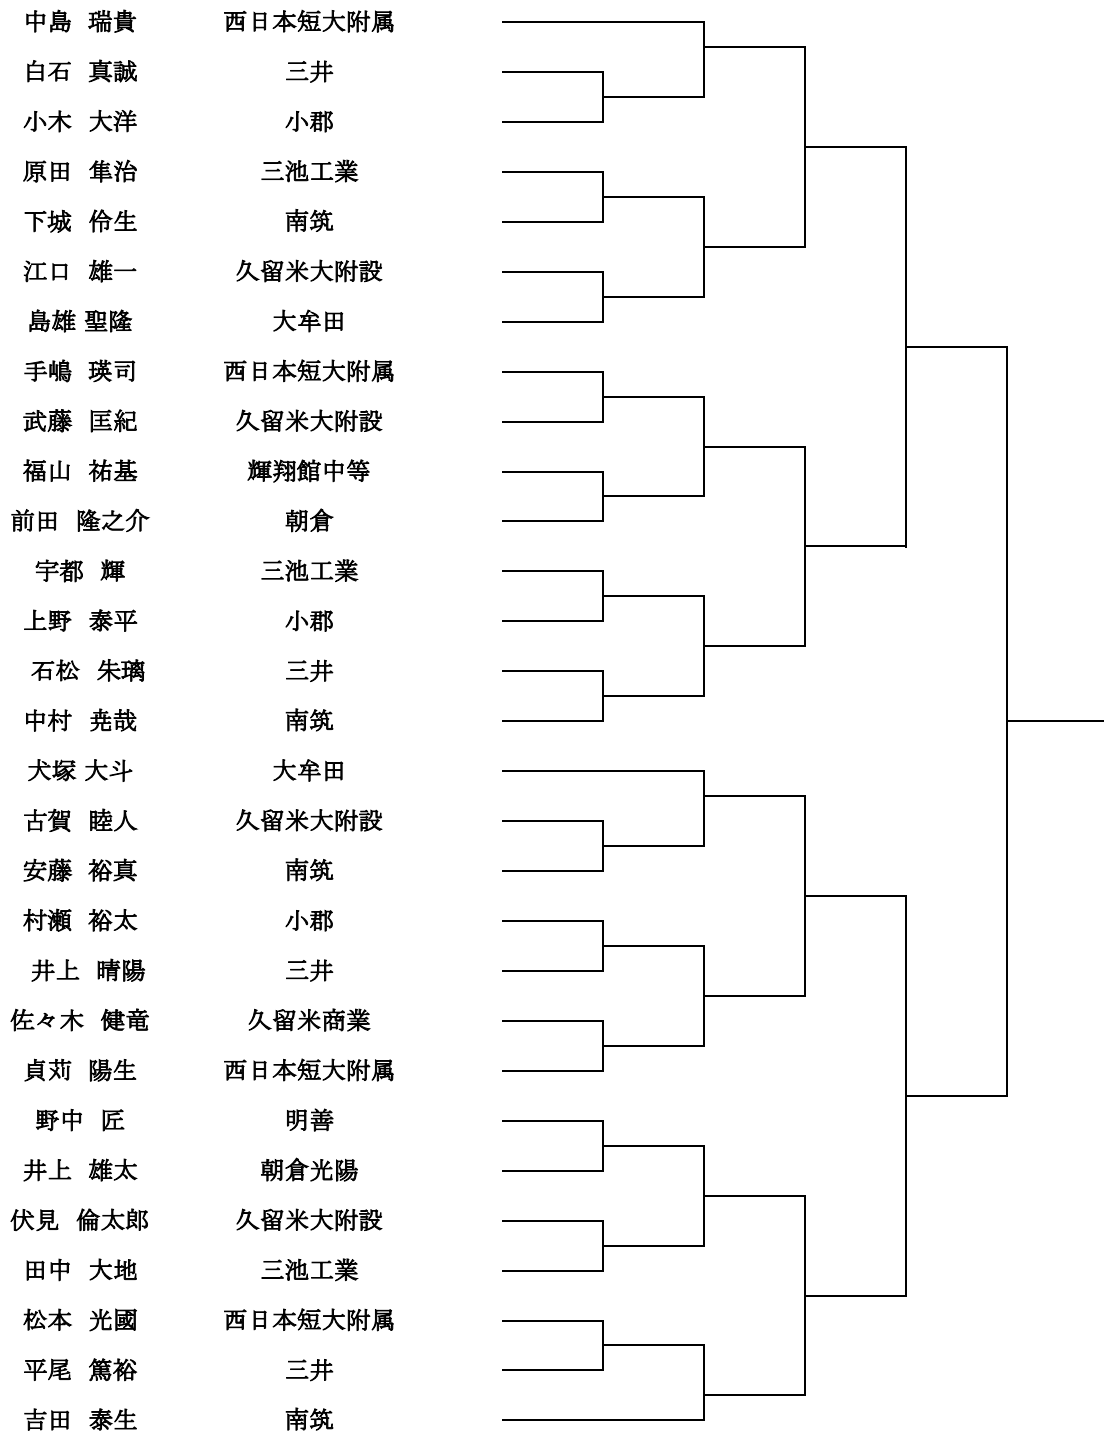 中島 瑞貴 西日本短大附属
白石 真誠 三井
小木 大洋 小郡
原田 隼治 三池工業
下城 伶生 南筑
江口 雄一 久留米大附設
島雄 聖隆 大牟田
手嶋 瑛司 西日本短大附属
武藤 匡紀 久留米大附設
福山 祐基 輝翔館中等
前田 隆之介 朝倉
宇都 輝 三池工業
上野 泰平 小郡
石松 朱璃 三井
中村 尭哉 南筑
犬塚 大斗 大牟田
古賀 睦人 久留米大附設
安藤 裕真 南筑
村瀬 裕太 小郡
井上 晴陽 三井
佐々木 健竜 久留米商業
貞苅 陽生 西日本短大附属
野中 匠 明善
井上 雄太 朝倉光陽
伏見 倫太郎 久留米大附設
田中 大地 三池工業
松本 光國 西日本短大附属
平尾 篤裕 三井
吉田 泰生 南筑